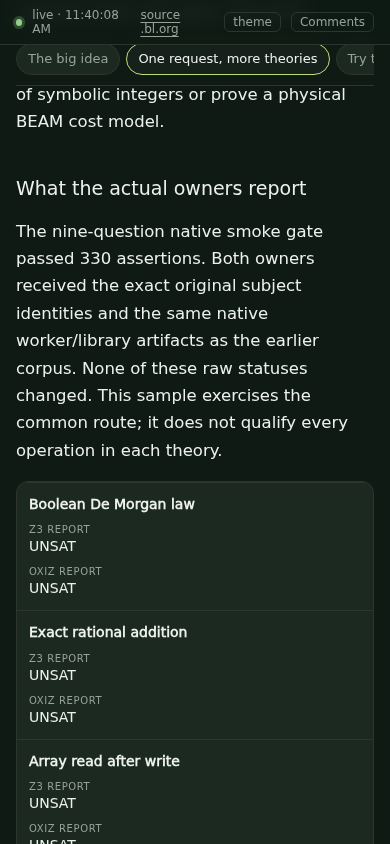 live · 11:40:08
AM
source
.bl.org
theme
Comments
The big idea
One request, more theories
Try t
of symbolic integers or prove a physical
BEAM cost model.
What the actual owners report
The nine-question native smoke gate
passed 330 assertions. Both owners
received the exact original subject
identities and the same native
worker/library artifacts as the earlier
corpus. None of these raw statuses
changed. This sample exercises the
common route; it does not qualify every
operation in each theory.
Boolean De Morgan law
Z3 REPORT
UNSAT
OXIZ REPORT
UNSAT
Exact rational addition
Z3 REPORT
UNSAT
OXIZ REPORT
UNSAT
Array read after write
Z3 REPORT
UNSAT
OXIZ REPORT
UNSAT